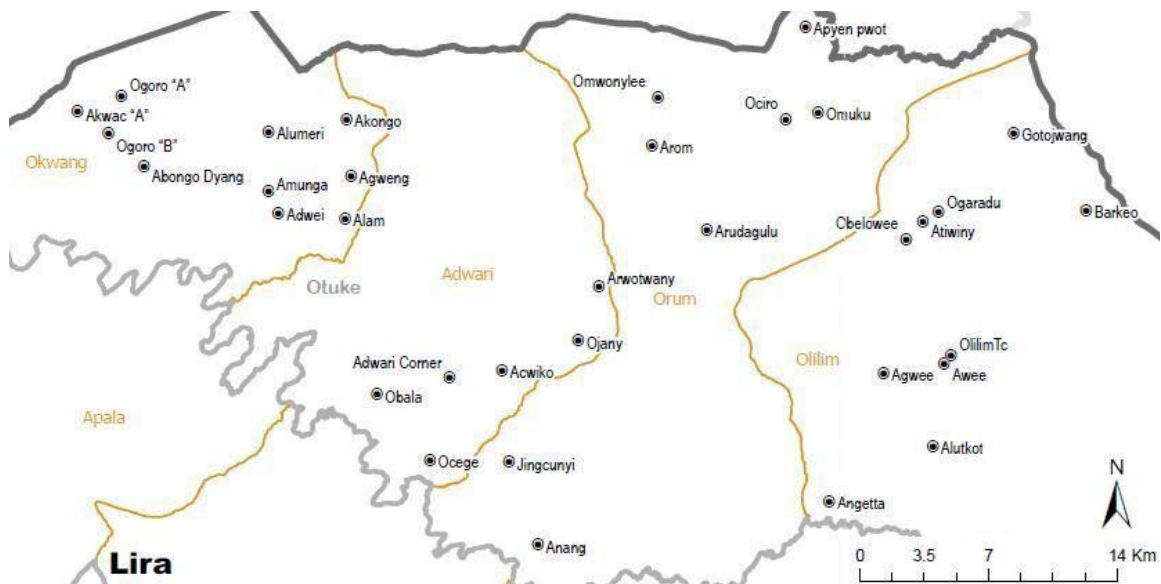 Apyen pwot
Ogoro “A”
Omwonylee
Akwac “A”
Ociro
Omuku
Akongo
Alumeri
Gotojwang
Ogoro “B”
Arom
Okwang
Abongo Dyang
Agweng
Amunga
Ogaradu
Barkeo
Adwei
Alam
Cbelowee
Atiwiny
Arudagulu
Adwari
Otuke
Arwotwany
Orum
Ojany
OlilimTc
Olilim
Adwari Corner
Acwiko
Agwee
Awee
Obala
Apala
Alutkot
Ocege
Jingcunyi
N
Angetta
Anang
Lira
0 3.5 7 14 Km